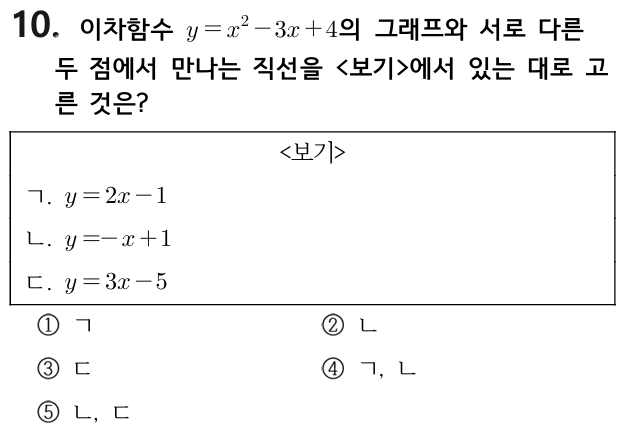 10. 이차함수 y=x²-3x+4의 그래프와 서로 다른
두 점에서 만나는 직선을 <보기>에서 있는 대로 고
른 것은?
<보기>
ㄱ. y=2x-1
ㄴ. y=-x+1
ㄷ. y=3x-5
① ㄱ ② ㄴ
③ ㄷ ④ ㄱ, ㄴ
⑤ ㄴ, ㄷ